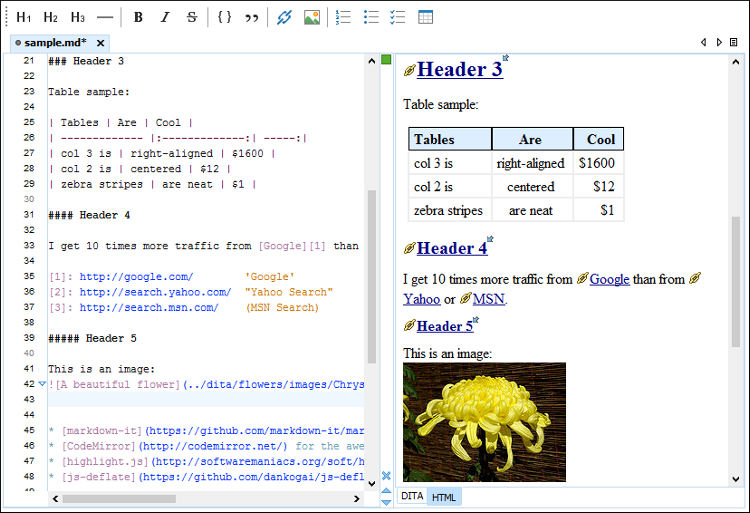 H1 H2 H3 B I S { }
sample.md*
21 ### Header 3
22
23 Table sample:
24
25 | Tables | Are | Cool |
26 | ------------- |:-------------:| -----:|
27 | col 3 is | right-aligned | $1600 |
28 | col 2 is | centered | $12 |
29 | zebra stripes | are neat | $1 |
30
31 #### Header 4
32
33 I get 10 times more traffic from [Google][1] than
34
35 [1]: http://google.com/ 'Google'
36 [2]: http://search.yahoo.com/ "Yahoo Search"
37 [3]: http://search.msn.com/ (MSN Search)
38
39 ##### Header 5
40
41 This is an image:
42 ![A beautiful flower](../dita/flowers/images/Chrys
43
44
45 * [markdown-it](https://github.com/markdown-it/mar
46 * [CodeMirror](http://codemirror.net/) for the awe
47 * [highlight.js](http://softwaremaniacs.org/soft/h
48 * [js-deflate](https://github.com/dankogai/js-defl
49
Header 3
Table sample:
Tables Are Cool
col 3 is right-aligned $1600
col 2 is centered $12
zebra stripes are neat $1
Header 4
I get 10 times more traffic from Google than from
Yahoo or MSN.
Header 5
This is an image:
DITA HTML